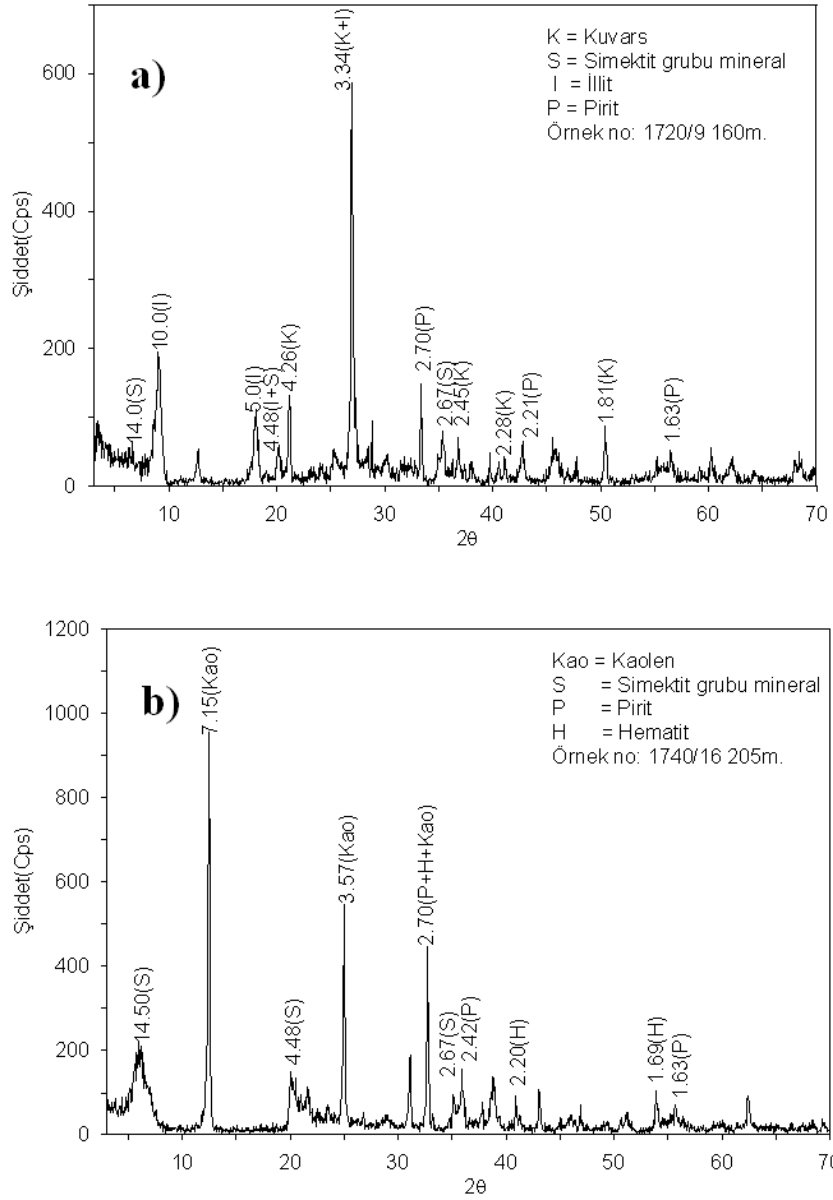 a)
K = Kuvars
S = Simektit grubu mineral
I = İllit
P = Pirit
Örnek no: 1720/9 160m.
Şiddet(Cps)
600
400
200
0
14.0(S)
10.0(I)
5.0(I)
4.48(I+S)
4.26(K)
3.34(K+I)
2.70(P)
2.67(S)
2.45(K)
2.28(K)
2.21(P)
1.81(K)
1.63(P)
10 20 30 40 50 60 70
2θ
b)
Kao = Kaolen
S = Simektit grubu mineral
P = Pirit
H = Hematit
Örnek no: 1740/16 205m.
Şiddet(Cps)
1200
1000
800
600
400
200
0
14.50(S)
7.15(Kao)
4.48(S)
3.57(Kao)
2.70(P+H+Kao)
2.67(S)
2.42(P)
2.20(H)
1.69(H)
1.63(P)
10 20 30 40 50 60 70
2θ